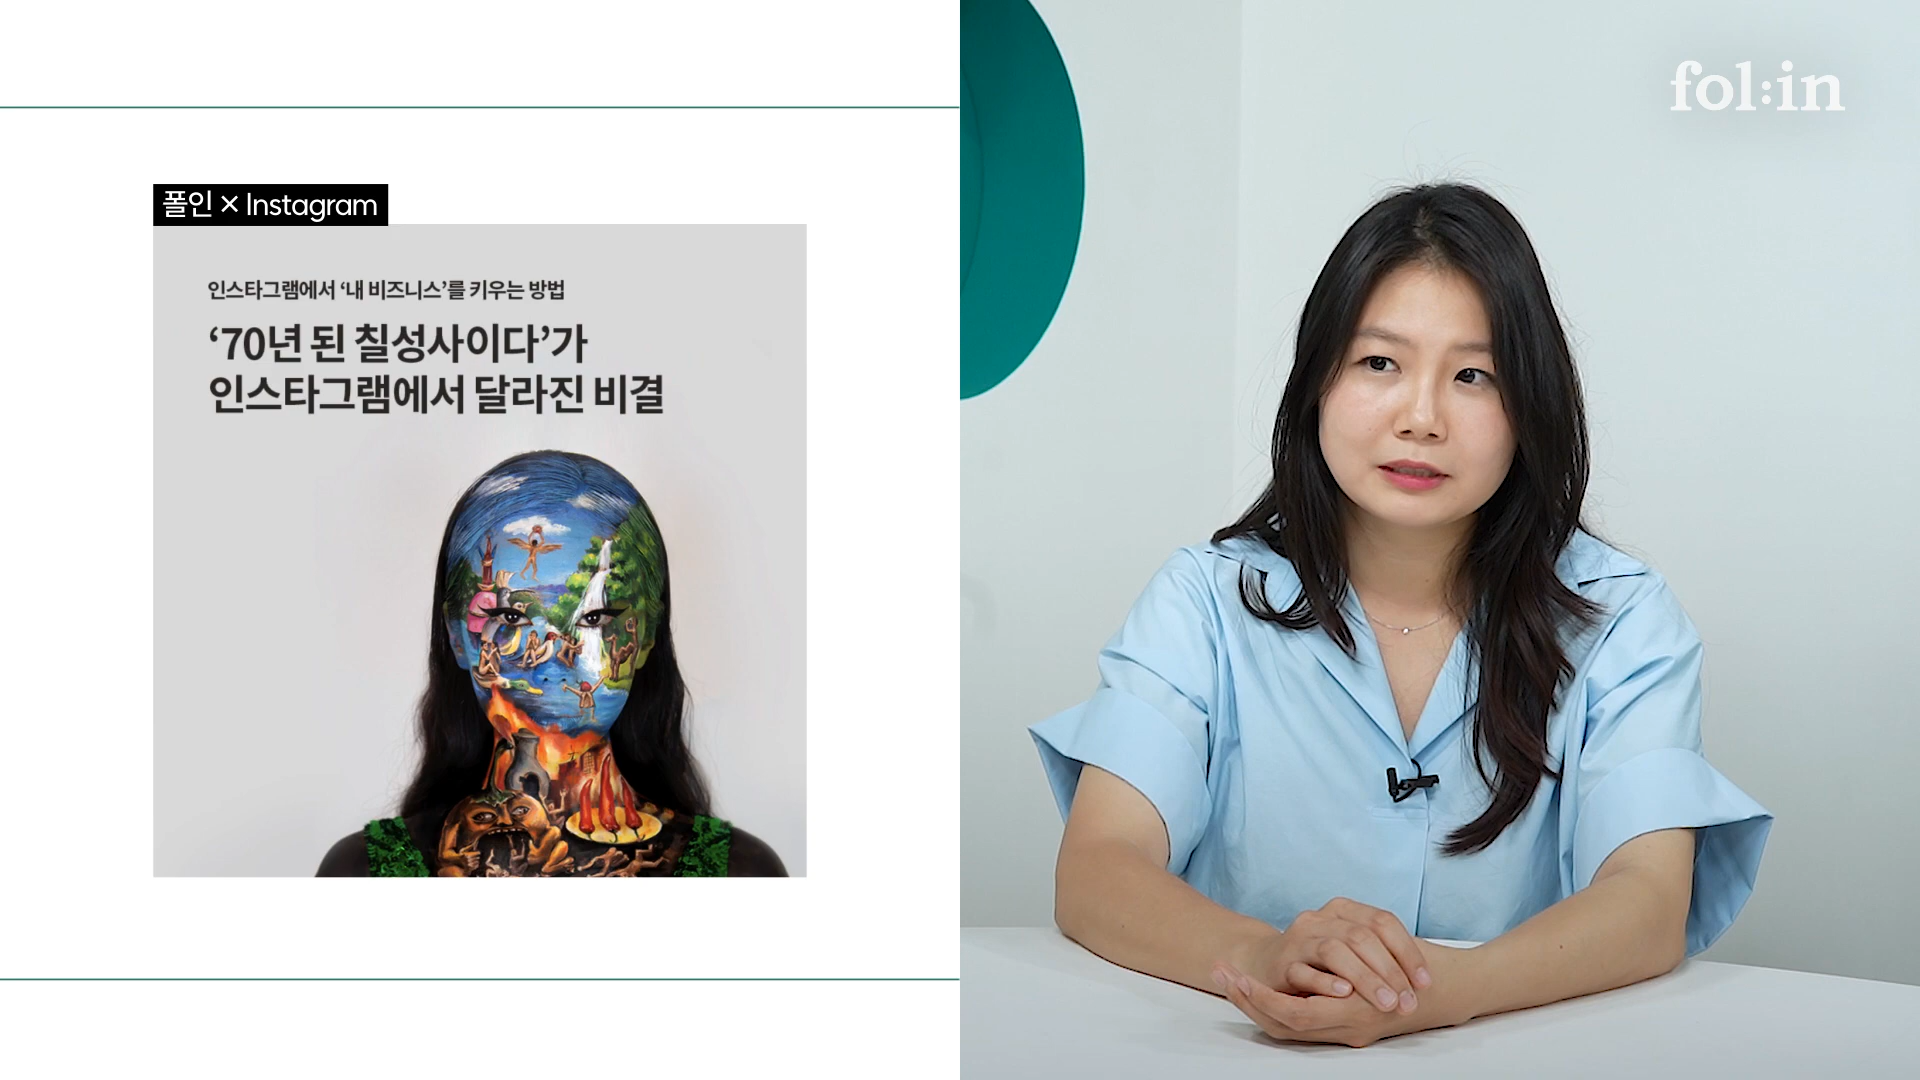 폴인 × Instagram
인스타그램에서 ‘내 비즈니스’를 키우는 방법
‘70년 된 칠성사이다’가
인스타그램에서 달라진 비결
fol:in